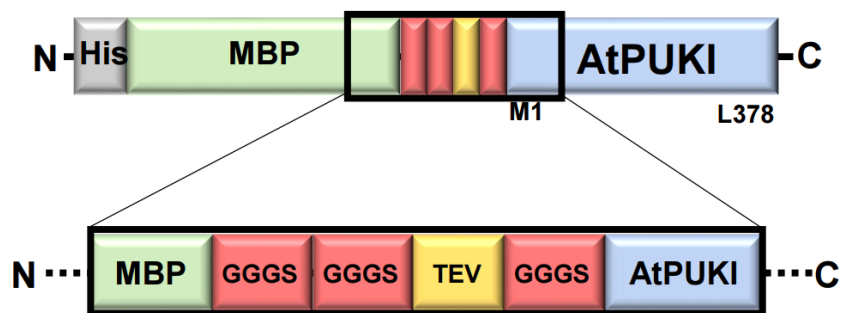 N His MBP AtPUKI C
M1 L378
N MBP GGGS GGGS TEV GGGS AtPUKI C